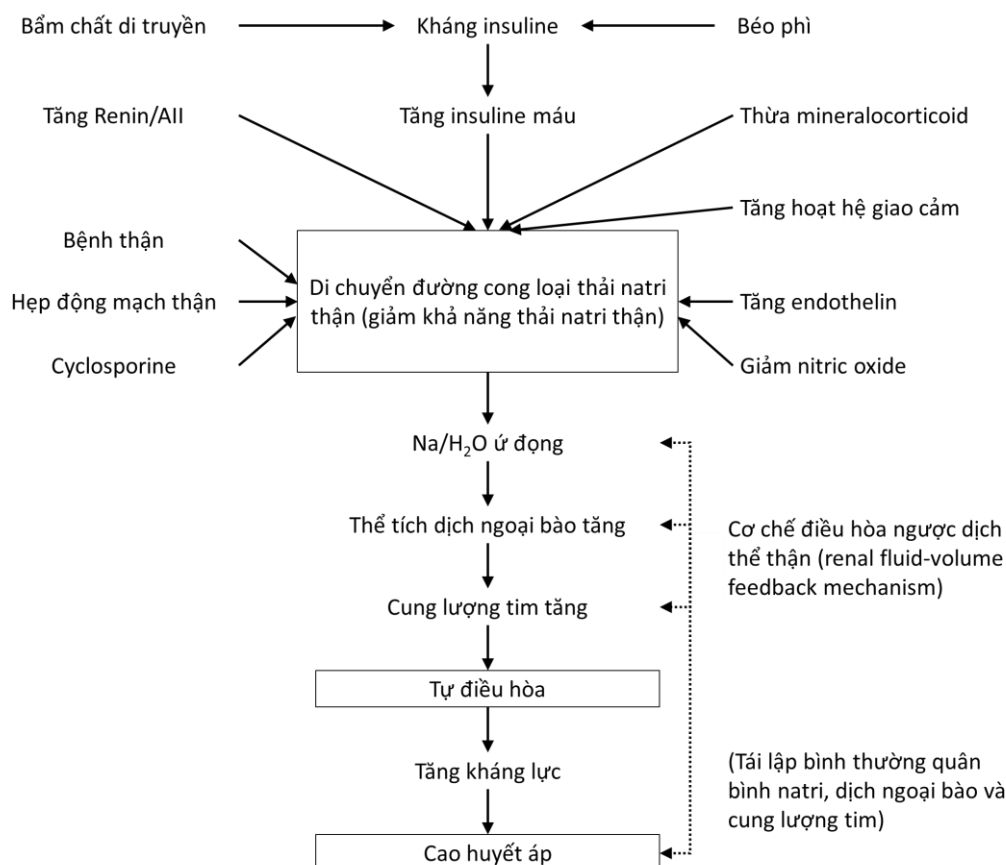 Bẩm chất di truyền
Kháng insuline
Béo phì
Tăng Renin/AII
Tăng insuline máu
Thừa mineralocorticoid
Tăng hoạt hệ giao cảm
Bệnh thận
Di chuyển đường cong loại thải natri
thận (giảm khả năng thải natri thận)
Hẹp động mạch thận
Tăng endothelin
Cyclosporine
Giảm nitric oxide
Na/H₂O ứ đọng
Thể tích dịch ngoại bào tăng
Cơ chế điều hòa ngược dịch
thể thận (renal fluid-volume
feedback mechanism)
Cung lượng tim tăng
Tự điều hòa
Tăng kháng lực
(Tái lập bình thường quân
bình natri, dịch ngoại bào và
cung lượng tim)
Cao huyết áp